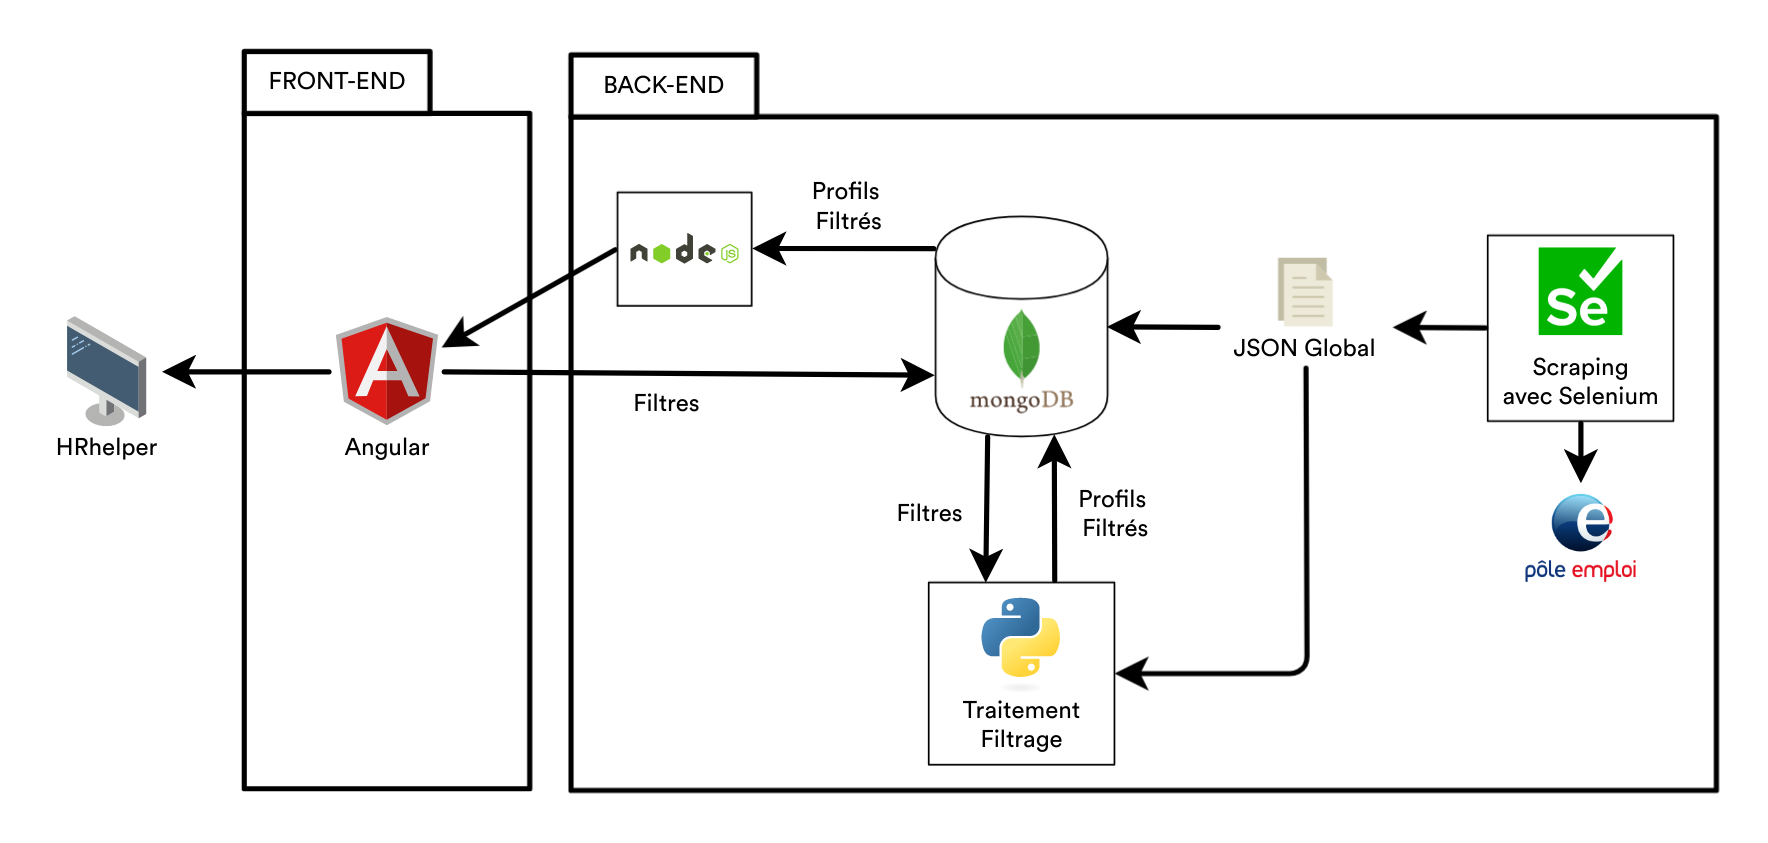 FRONT-END
BACK-END
Profils
Filtrés
node
JS
Se
JSON Global
Scraping
avec Selenium
mongoDB
A
Filtres
HRhelper
Angular
Filtres
Profils
Filtrés
e
pôle emploi
Traitement
Filtrage